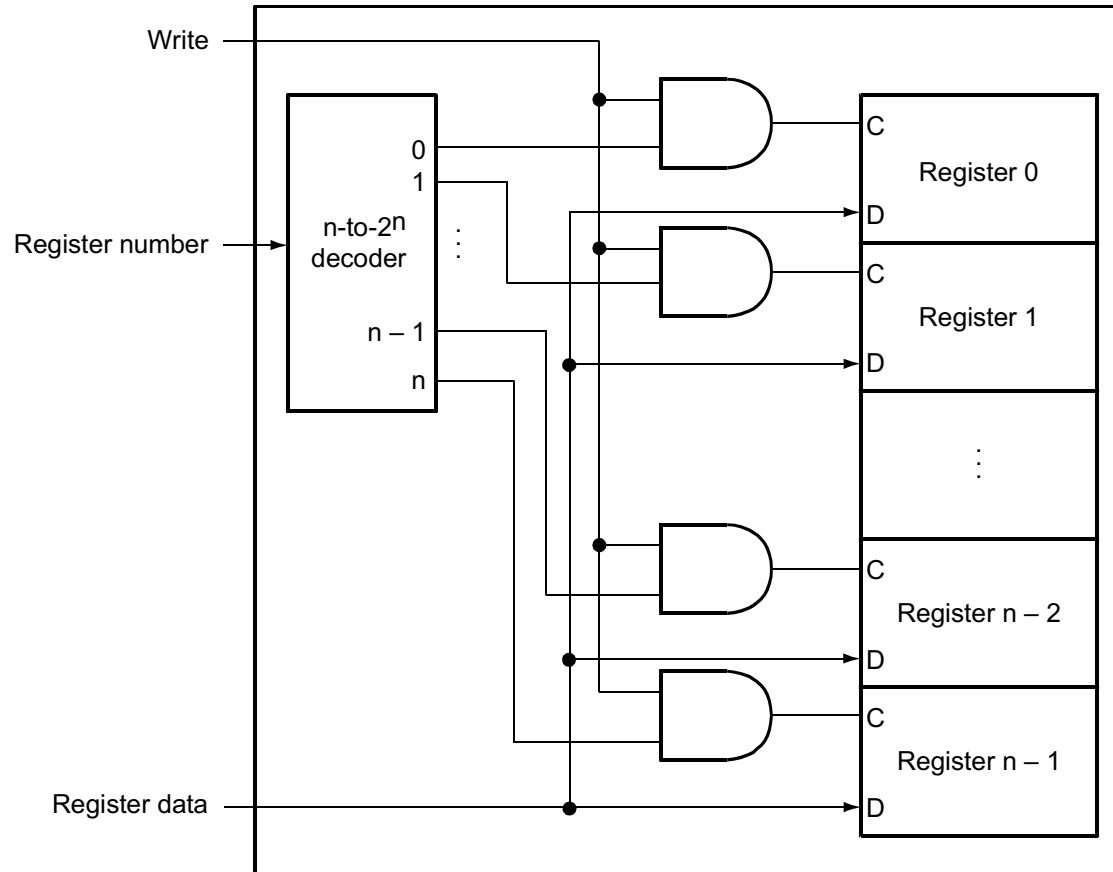 Write
C
0
Register 0
1
D
n-to-2ⁿ
decoder
⋮
Register number
C
Register 1
n – 1
D
n
⋮
C
Register n – 2
D
C
Register n – 1
Register data
D